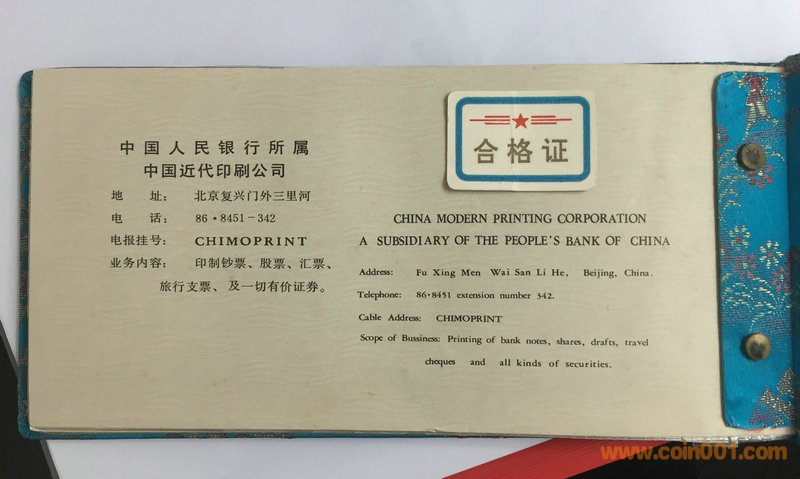 中国人民银行所属
中国近代印刷公司
地 址： 北京复兴门外三里河
电 话： 86·8451-342
电报挂号： CHIMOPRINT
业务内容： 印制钞票、股票、汇票、
旅行支票、及一切有价证券。
合格证
CHINA MODERN PRINTING CORPORATION
A SUBSIDIARY OF THE PEOPLE'S BANK OF CHINA
Address: Fu Xing Men Wai San Li He, Beijing, China.
Telephone: 86·8451 extension number 342.
Cable Address: CHIMOPRINT
Scope of Bussiness: Printing of bank notes, shares, drafts, travel
cheques and all kinds of securities.
www.coin001.com